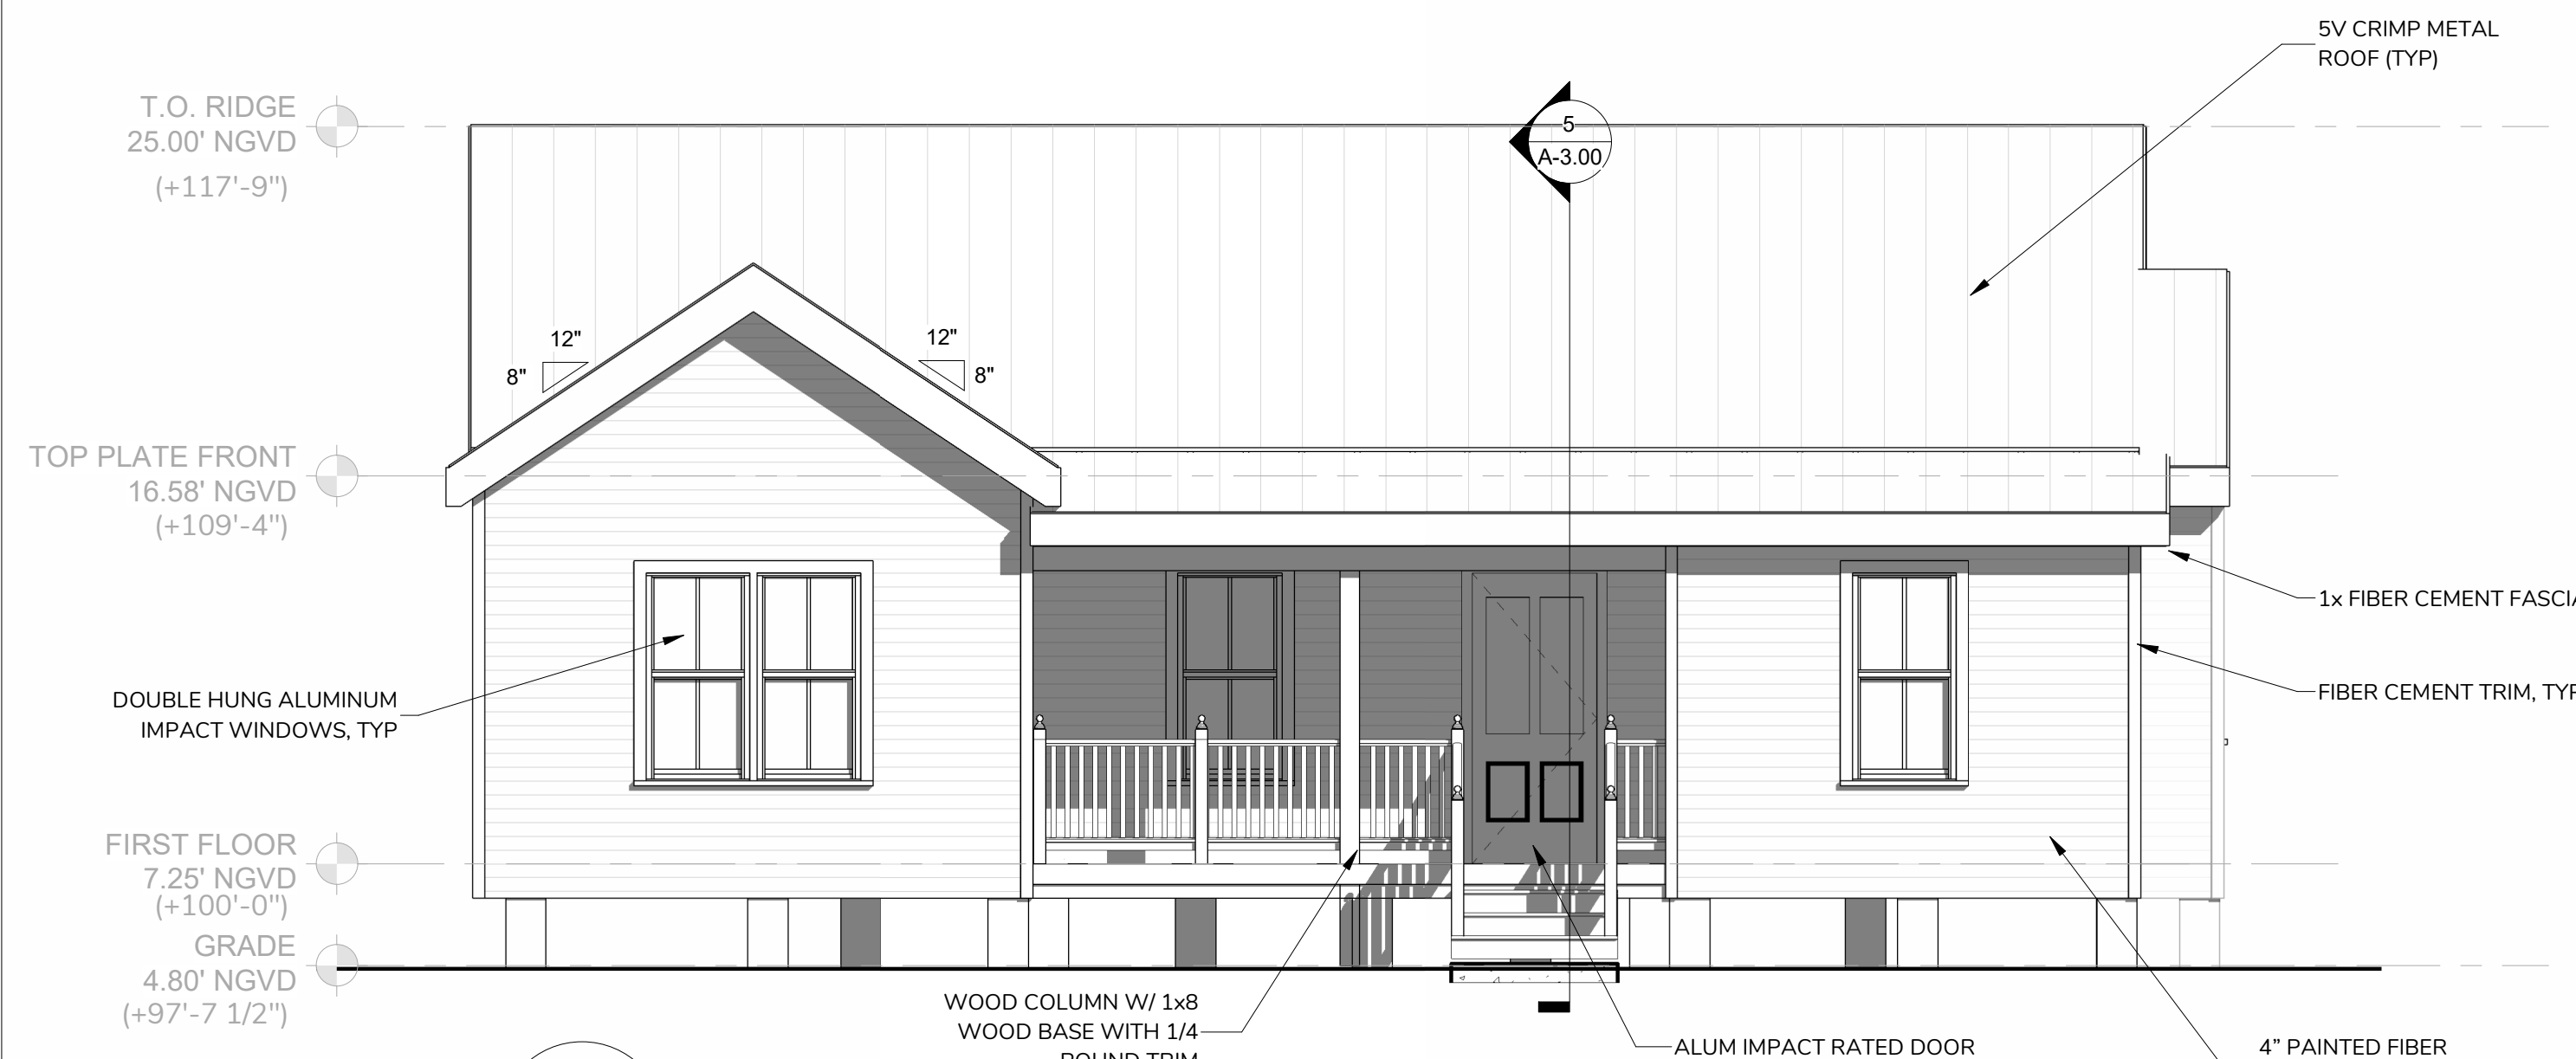 5V CRIMP METAL
ROOF (TYP)
T.O. RIDGE
25.00' NGVD
(+117'-9")
5
A-3.00
12"
8"
12"
8"
TOP PLATE FRONT
16.58' NGVD
(+109'-4")
1x FIBER CEMENT FASCIA
FIBER CEMENT TRIM, TYP
DOUBLE HUNG ALUMINUM
IMPACT WINDOWS, TYP
FIRST FLOOR
7.25' NGVD
(+100'-0")
GRADE
4.80' NGVD
(+97'-7 1/2")
WOOD COLUMN W/ 1x8
WOOD BASE WITH 1/4
ROUND TRIM
ALUM IMPACT RATED DOOR
4” PAINTED FIBER